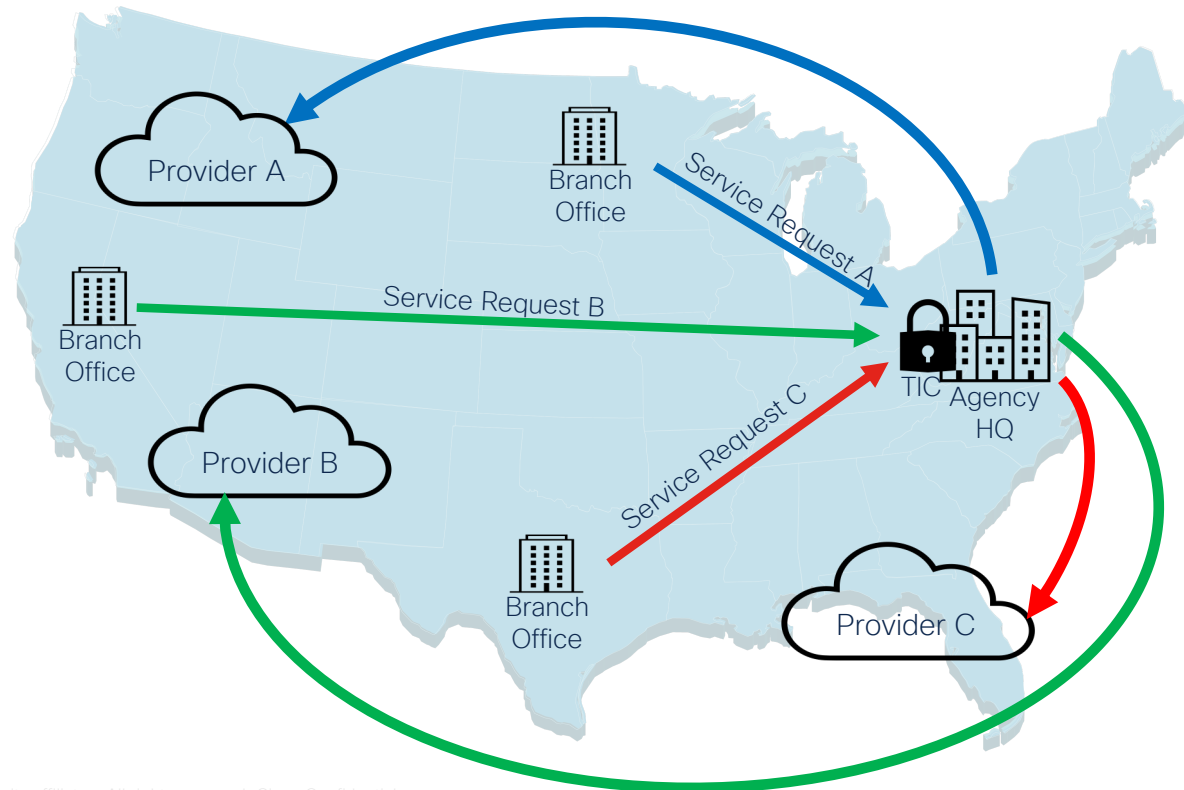 Provider A
Branch
Office
Service Request A
Service Request B
Branch
Office
TIC
Agency
HQ
Provider B
Service Request C
Branch
Office
Provider C